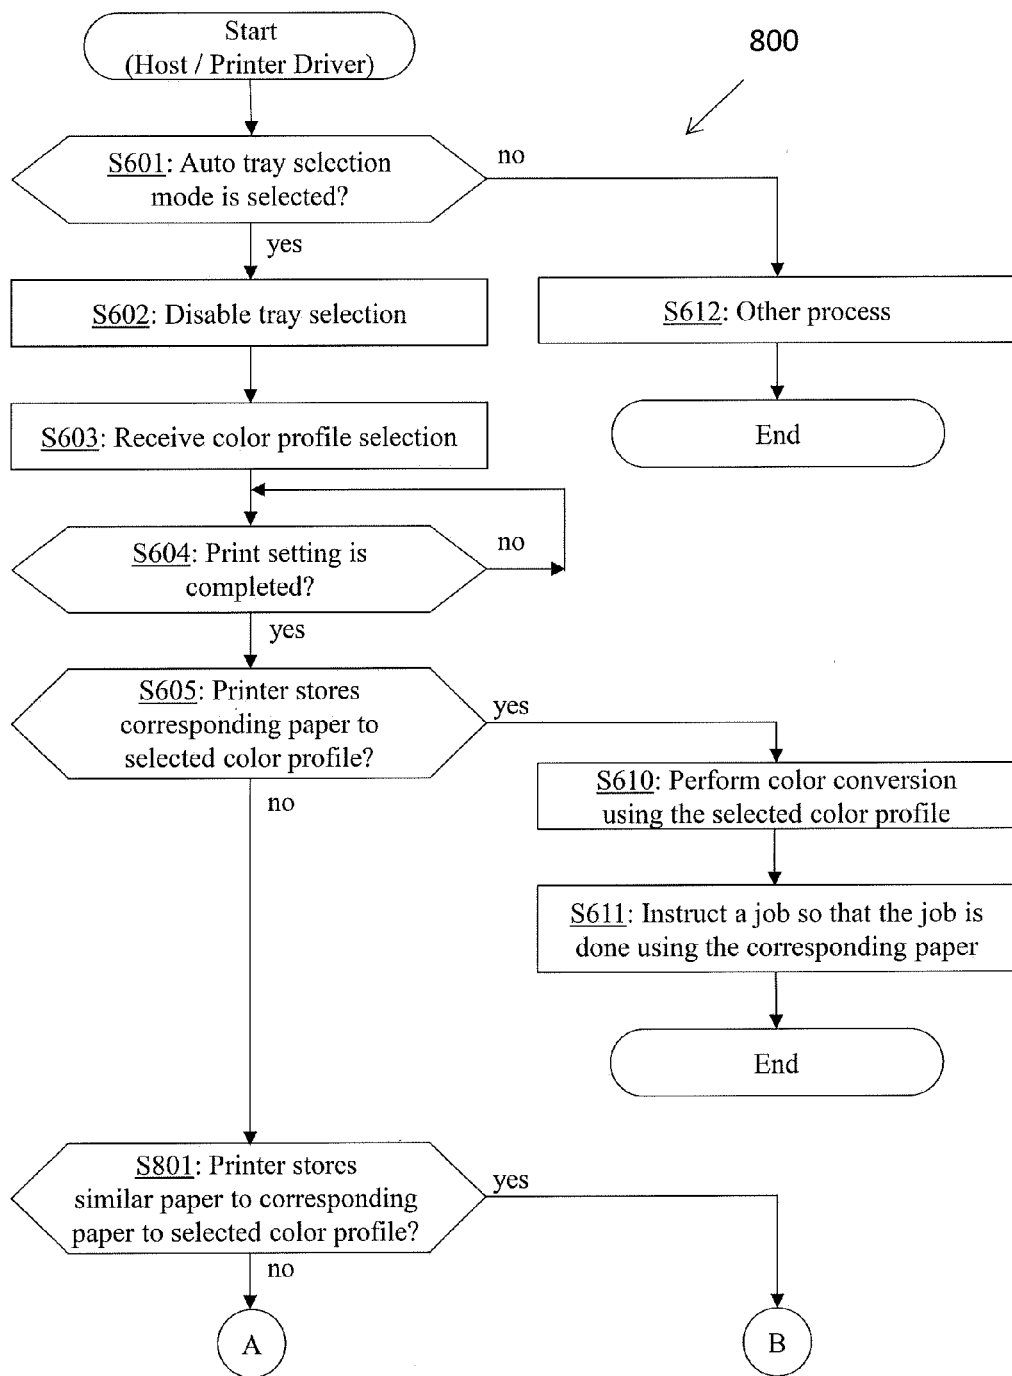 Start
(Host / Printer Driver)
800
S601: Auto tray selection
mode is selected?
no
yes
S602: Disable tray selection
S612: Other process
S603: Receive color profile selection
End
S604: Print setting is
completed?
no
yes
S605: Printer stores
corresponding paper to
selected color profile?
yes
no
S610: Perform color conversion
using the selected color profile
S611: Instruct a job so that the job is
done using the corresponding paper
End
S801: Printer stores
similar paper to corresponding
paper to selected color profile?
yes
no
A
B